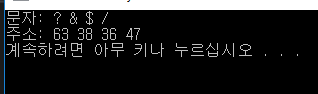 문자: ? & $ /
주소: 63 38 36 47
계속하려면 아무 키나 누르십시오 . . .